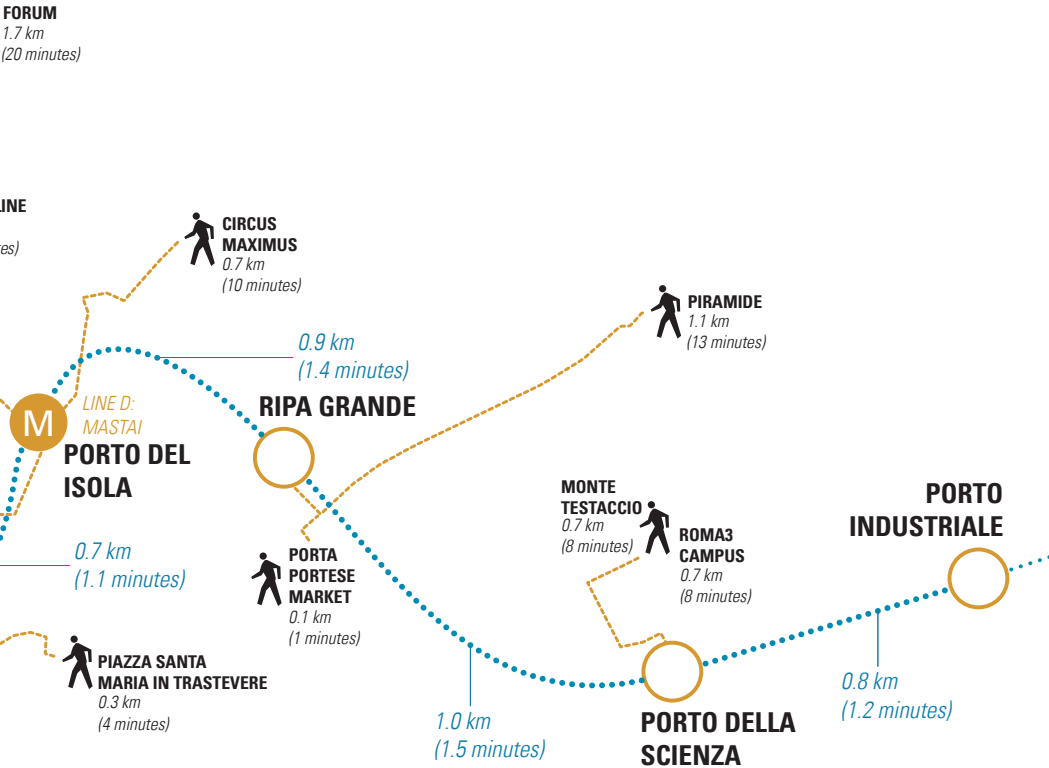 FORUM
1.7 km
(20 minutes)
CIRCUS
MAXIMUS
0.7 km
(10 minutes)
PIRAMIDE
1.1 km
(13 minutes)
0.9 km
(1.4 minutes)
RIPA GRANDE
M
LINE D:
MASTAI
PORTO DEL
ISOLA
0.7 km
(1.1 minutes)
PORTA
PORTESE
MARKET
0.1 km
(1 minutes)
PIAZZA SANTA
MARIA IN TRASTEVERE
0.3 km
(4 minutes)
MONTE
TESTACCIO
0.7 km
(8 minutes)
ROMA3
CAMPUS
0.7 km
(8 minutes)
PORTO
INDUSTRIALE
1.0 km
(1.5 minutes)
PORTO DELLA
SCIENZA
0.8 km
(1.2 minutes)